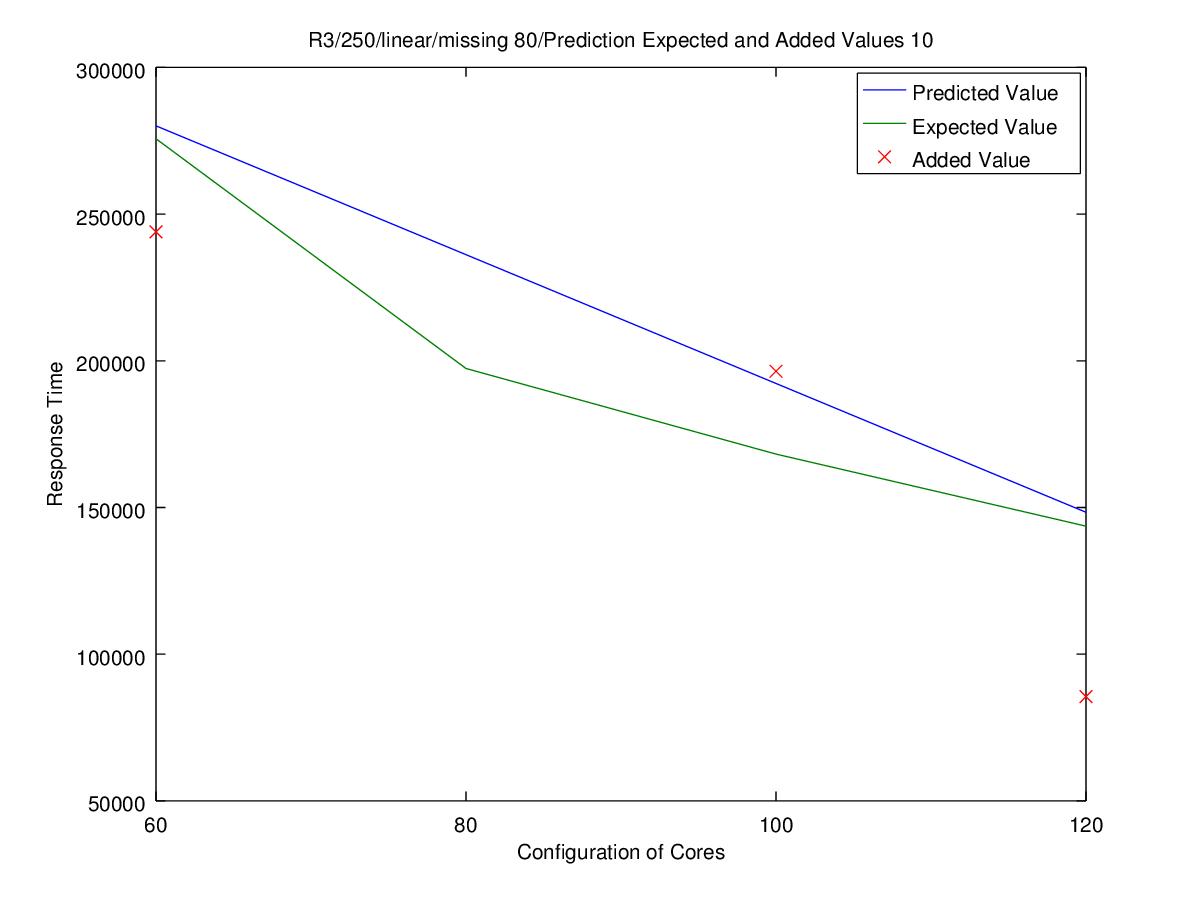 R3/250/linear/missing 80/Prediction Expected and Added Values 10
300000
Predicted Value
Expected Value
Added Value
250000
200000
150000
100000
50000
Response Time
60
80
100
120
Configuration of Cores